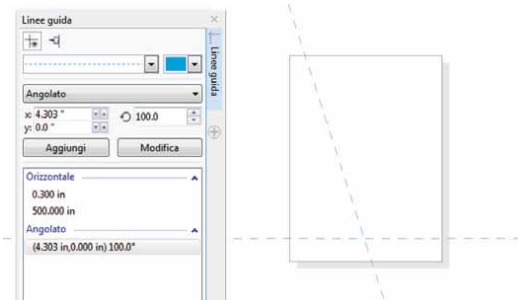 Linee guida
Linee guida
Angolato
x: 4.303 "
100.0
y: 0.0 "
Aggiungi
Modifica
Orizzontale
0.300 in
500.000 in
Angolato
(4.303 in,0.000 in) 100.0°